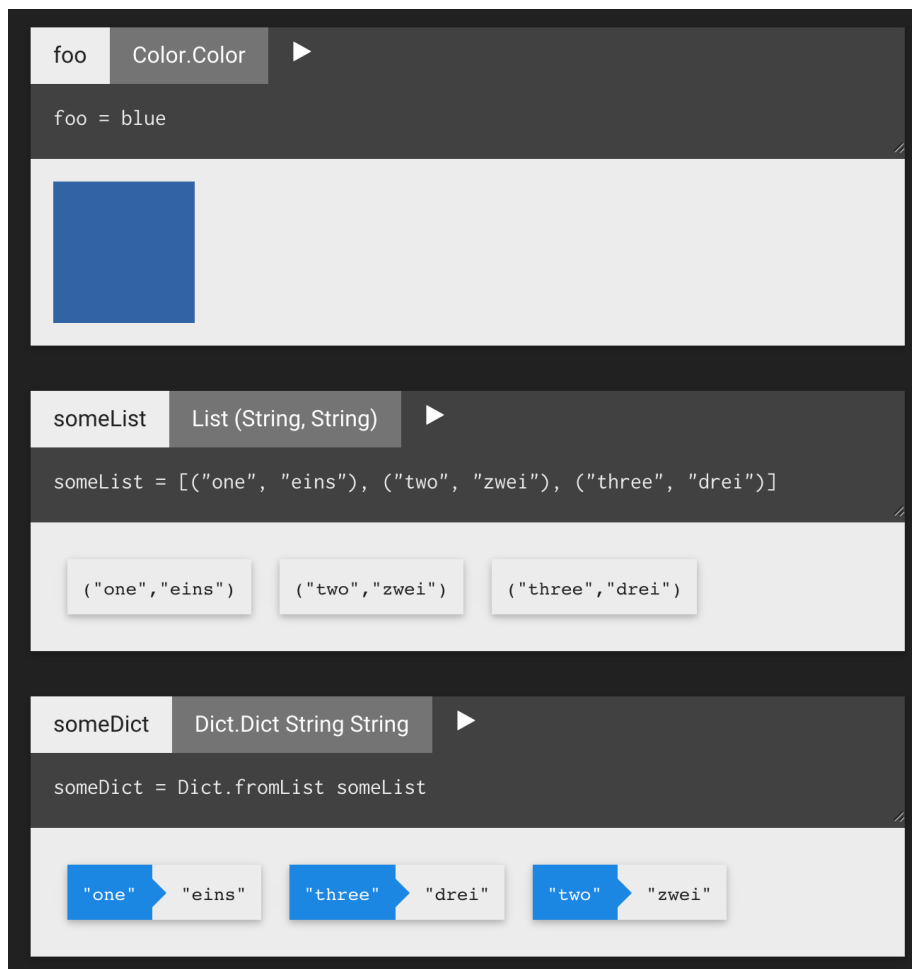 foo Color.Color
foo = blue
someList List (String, String)
someList = [("one", "eins"), ("two", "zwei"), ("three", "drei")]
("one","eins") ("two","zwei") ("three","drei")
someDict Dict.Dict String String
someDict = Dict.fromList someList
"one" "eins" "three" "drei" "two" "zwei"